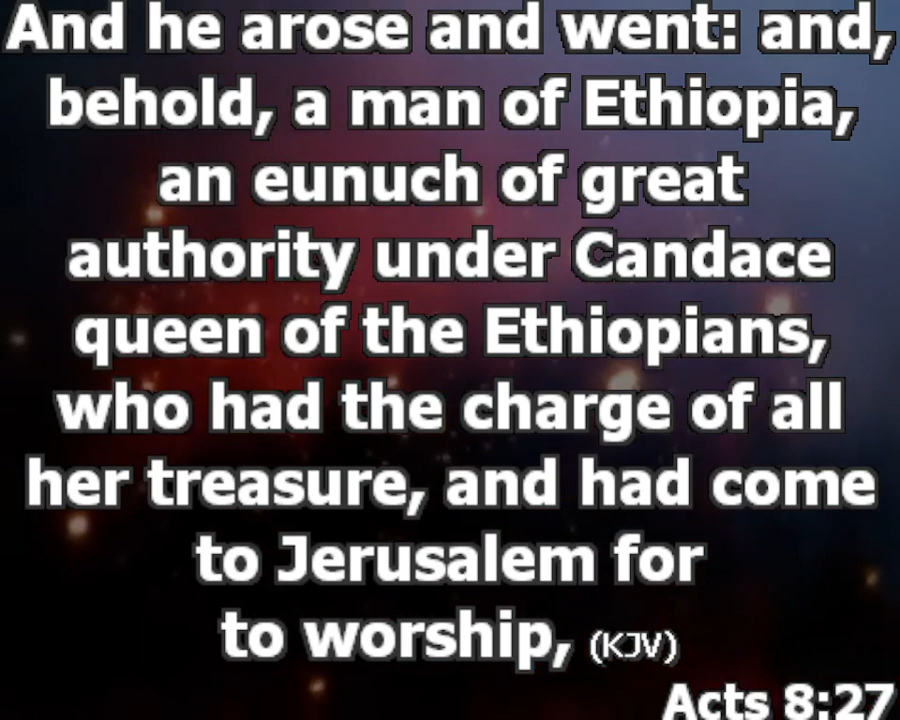 And he arose and went: and,
behold, a man of Ethiopia,
an eunuch of great
authority under Candace
queen of the Ethiopians,
who had the charge of all
her treasure, and had come
to Jerusalem for
to worship, (KJV)
Acts 8:27